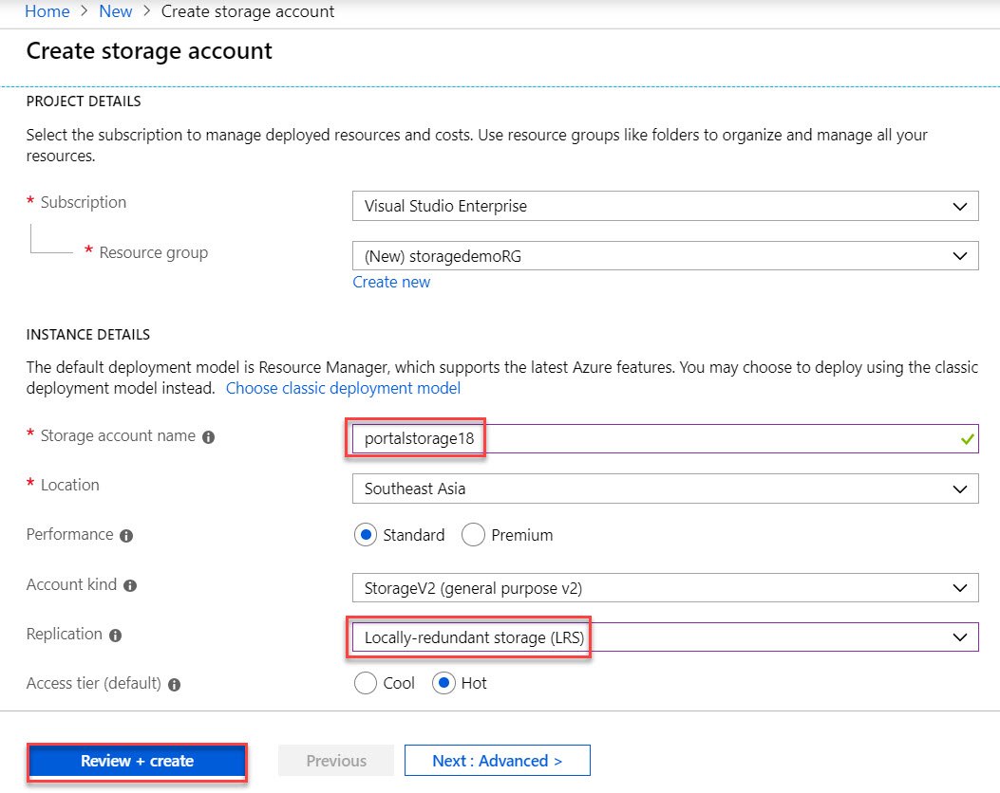 Home > New > Create storage account
Create storage account
PROJECT DETAILS
Select the subscription to manage deployed resources and costs. Use resource groups like folders to organize and manage all your
resources.
* Subscription
Visual Studio Enterprise
* Resource group
(New) storagedemoRG
Create new
INSTANCE DETAILS
The default deployment model is Resource Manager, which supports the latest Azure features. You may choose to deploy using the classic
deployment model instead. Choose classic deployment model
* Storage account name
portalstorage18
* Location
Southeast Asia
Performance
Standard Premium
Account kind
StorageV2 (general purpose v2)
Replication
Locally-redundant storage (LRS)
Access tier (default)
Cool Hot
Review + create Previous Next : Advanced >